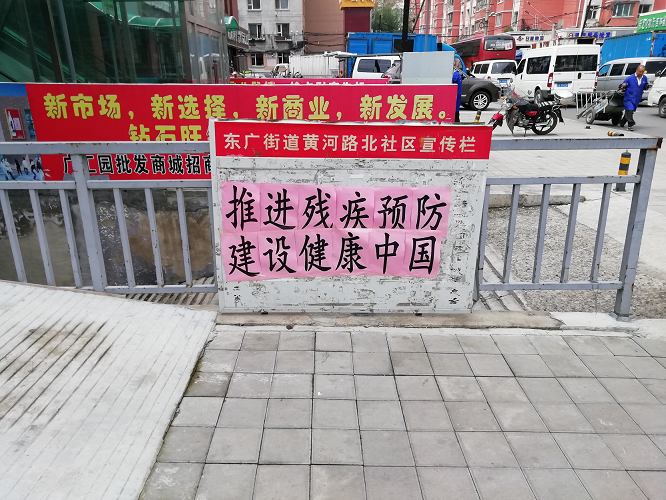 新市场，新选择，新商业，新发展。
钻石旺
广汇园批发商城招商
东广街道黄河路北社区宣传栏
推进残疾预防
建设健康中国